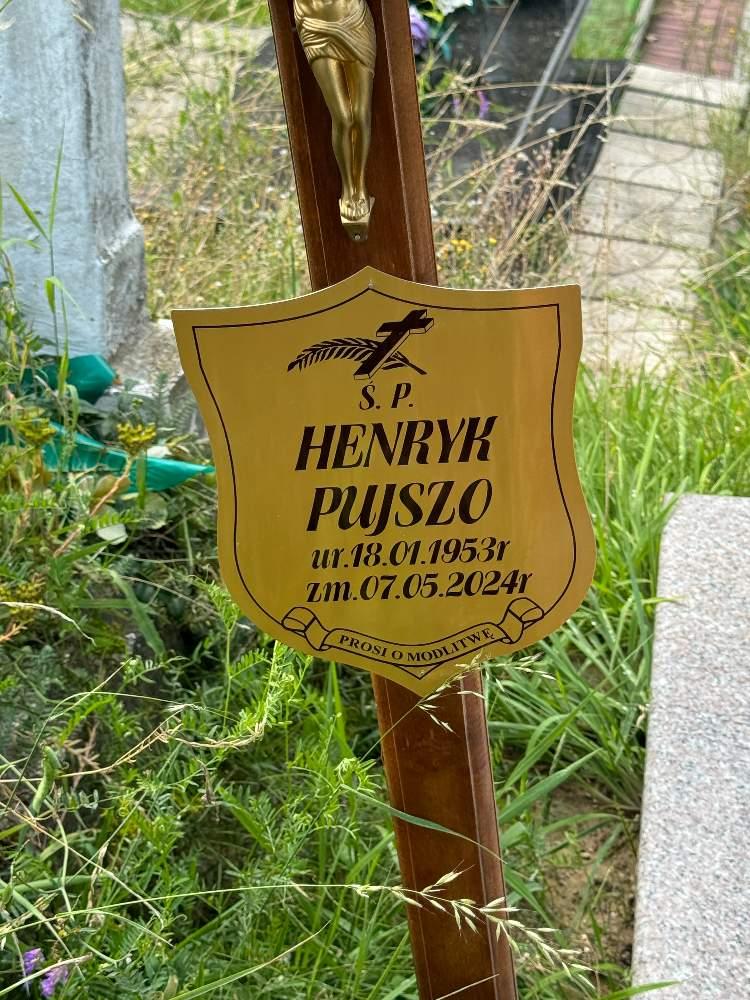 Ś. P.
HENRYK
PUJSZO
ur.18.01.1953r
zm.07.05.2024r
PROSI O MODLITWĘ